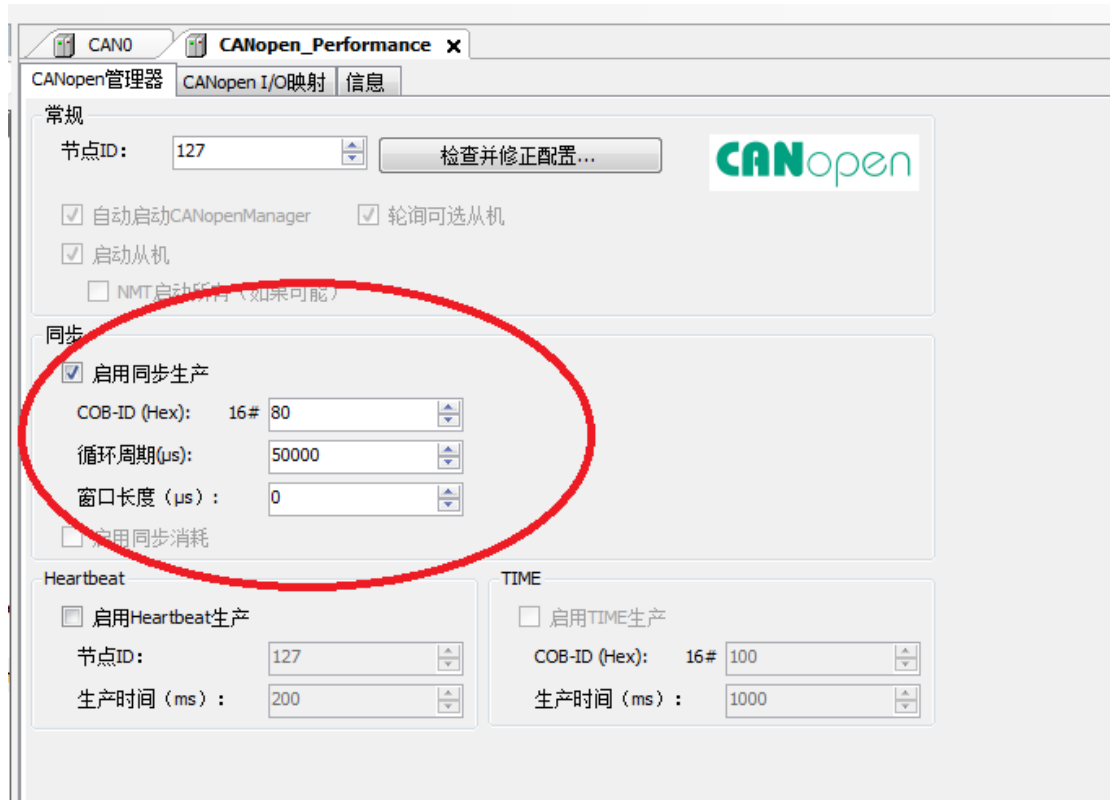 CAN0 CANopen_Performance
CANopen管理器 CANopen I/O映射 信息
常规
节点ID: 127 检查并修正配置... CANopen
自动启动CANopenManager 轮询可选从机
启动从机
NMT启动所有（如果可能）
同步
启用同步生产
COB-ID (Hex): 16# 80
循环周期(μs): 50000
窗口长度（μs）: 0
启用同步消耗
Heartbeat TIME
启用Heartbeat生产 启用TIME生产
节点ID: 127 COB-ID (Hex): 16# 100
生产时间（ms）: 200 生产时间（ms）: 1000